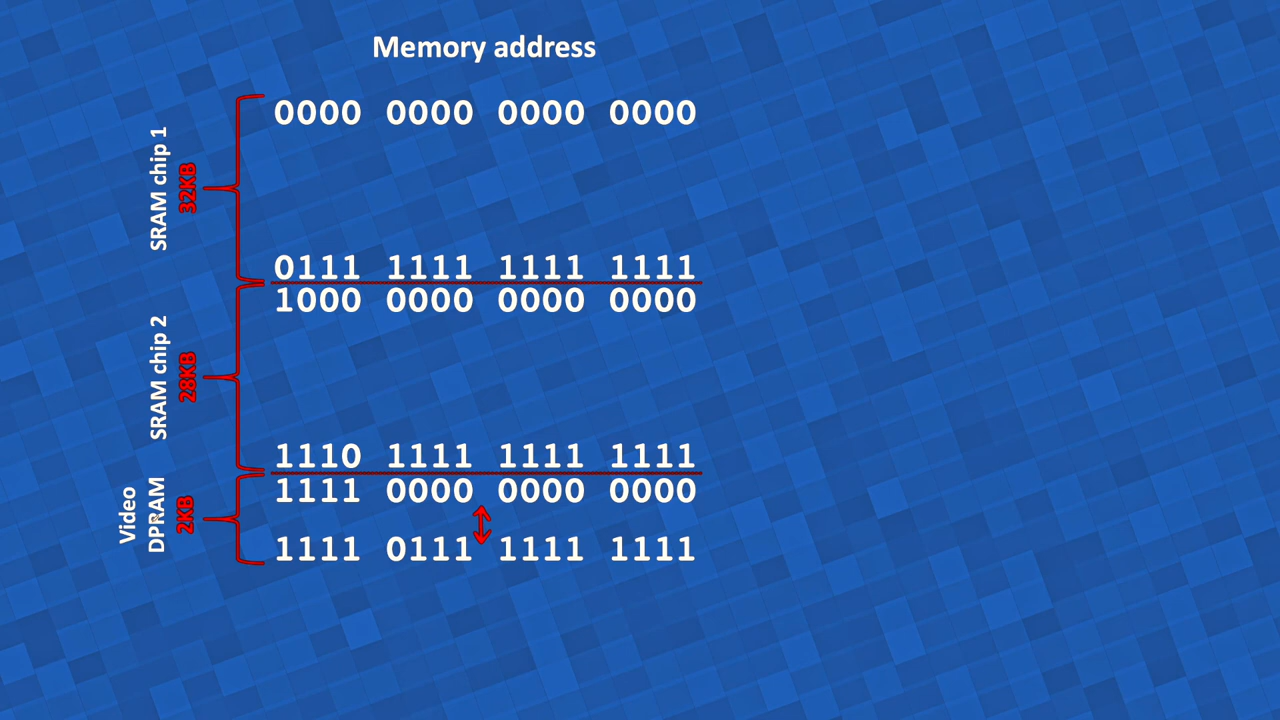 Memory address
SRAM chip 1
32KB
0000 0000 0000 0000
0111 1111 1111 1111
SRAM chip 2
28KB
1000 0000 0000 0000
1110 1111 1111 1111
Video
DPRAM
2KB
1111 0000 0000 0000
1111 0111 1111 1111